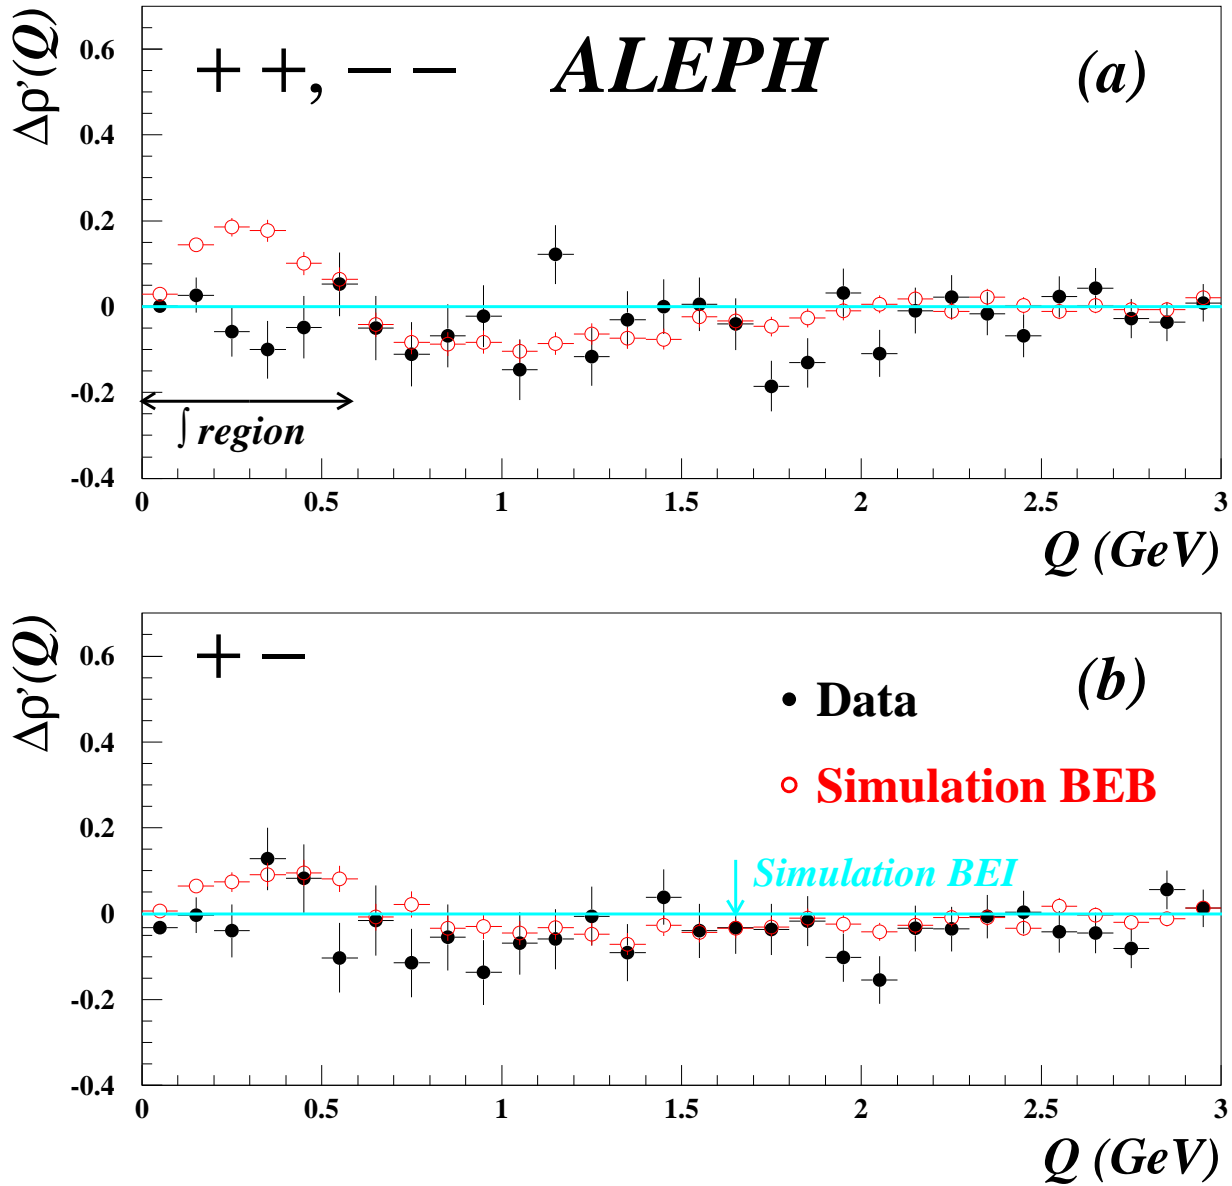 Δρ'(Q)
+ +, − − ALEPH (a)
0.6
0.4
0.2
0
-0.2
∫ region
-0.4
0 0.5 1 1.5 2 2.5 3
Q (GeV)
Δρ'(Q)
+ − (b)
0.6
Data
0.4
Simulation BEB
0.2
Simulation BEI
0
-0.2
-0.4
0 0.5 1 1.5 2 2.5 3
Q (GeV)